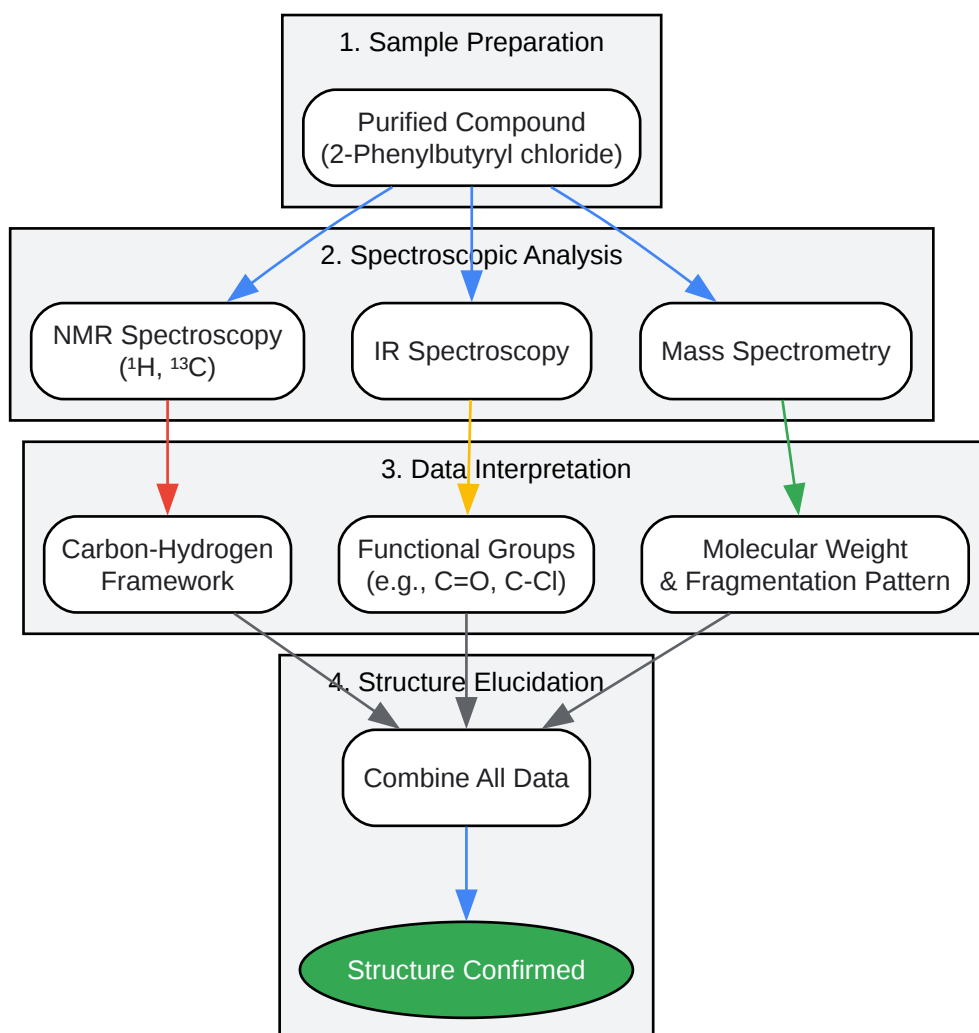 1. Sample Preparation
Purified Compound
(2-Phenylbutyryl chloride)
2. Spectroscopic Analysis
NMR Spectroscopy
(¹H, ¹³C)
IR Spectroscopy
Mass Spectrometry
3. Data Interpretation
Carbon-Hydrogen
Framework
Functional Groups
(e.g., C=O, C-Cl)
Molecular Weight
& Fragmentation Pattern
4. Structure Elucidation
Combine All Data
Structure Confirmed